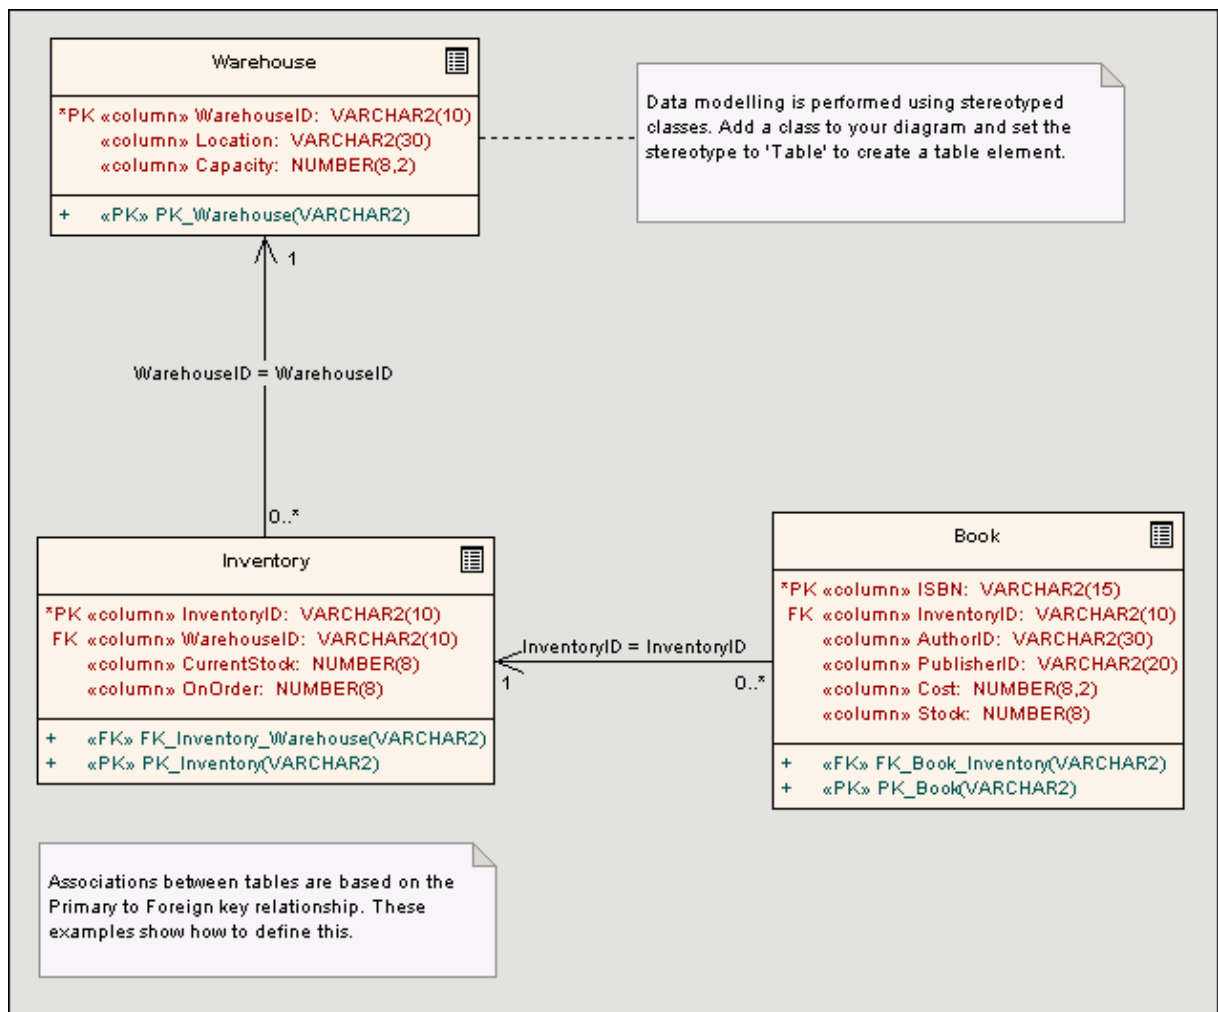 Warehouse
*PK «column» WarehouseID: VARCHAR2(10)
«column» Location: VARCHAR2(30)
«column» Capacity: NUMBER(8,2)
+ «PK» PK_Warehouse(VARCHAR2)
Data modelling is performed using stereotyped
classes. Add a class to your diagram and set the
stereotype to 'Table' to create a table element.
1
WarehouseID = WarehouseID
0..*
Inventory
*PK «column» InventoryID: VARCHAR2(10)
FK «column» WarehouseID: VARCHAR2(10)
«column» CurrentStock: NUMBER(8)
«column» OnOrder: NUMBER(8)
+ «FK» FK_Inventory_Warehouse(VARCHAR2)
+ «PK» PK_Inventory(VARCHAR2)
InventoryID = InventoryID
1
0..*
Book
*PK «column» ISBN: VARCHAR2(15)
FK «column» InventoryID: VARCHAR2(10)
«column» AuthorID: VARCHAR2(30)
«column» PublisherID: VARCHAR2(20)
«column» Cost: NUMBER(8,2)
«column» Stock: NUMBER(8)
+ «FK» FK_Book_Inventory(VARCHAR2)
+ «PK» PK_Book(VARCHAR2)
Associations between tables are based on the
Primary to Foreign key relationship. These
examples show how to define this.